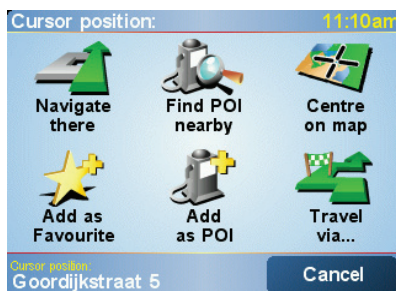 Cursor position:
11:10am
Navigate
there
Find POI
nearby
Centre
on map
Add as
Favourite
Add
as POI
Travel
via...
Cursor position:
Goordijkstraat 5
Cancel